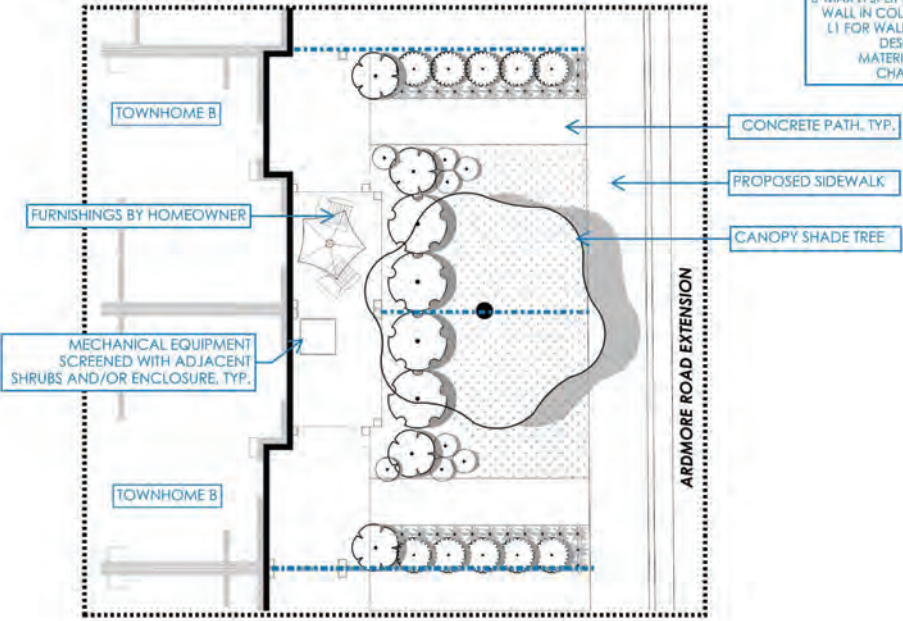 WALL IN COL
L1 FOR WALL
DES
MATERI
CHA
TOWNHOME B
CONCRETE PATH, TYP.
PROPOSED SIDEWALK
FURNISHINGS BY HOMEOWNER
CANOPY SHADE TREE
ARDMORE ROAD EXTENSION
MECHANICAL EQUIPMENT
SCREENED WITH ADJACENT
SHRUBS AND/OR ENCLOSURE, TYP.
TOWNHOME B